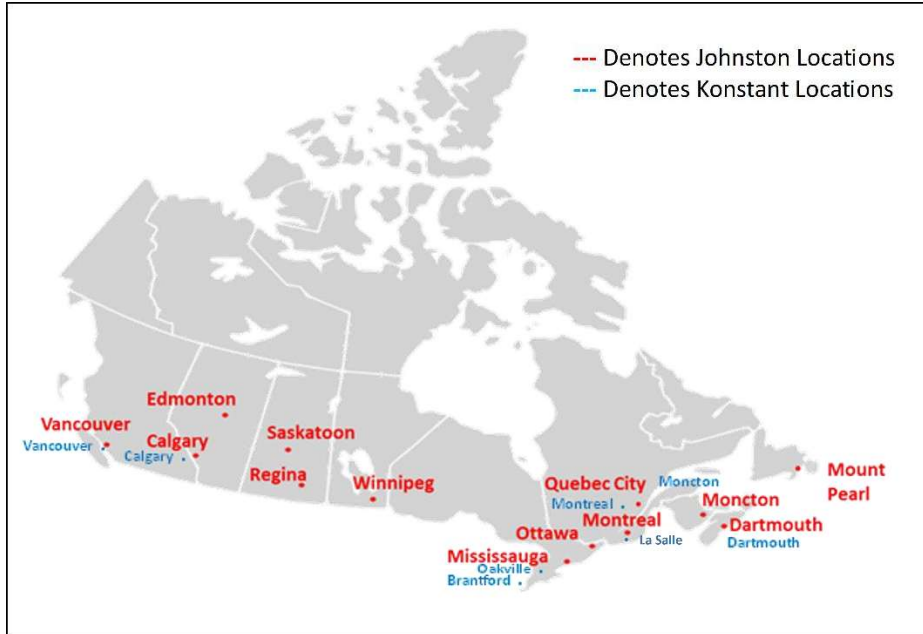 --- Denotes Johnston Locations
--- Denotes Konstant Locations
Edmonton
Vancouver
Vancouver
Calgary
Calgary
Saskatoon
Regina
Winnipeg
Quebec City
Moncton
Montreal
Mount
Pearl
Moncton
Montreal
Dartmouth
Ottawa
La Salle
Dartmouth
Mississauga
Oakville
Brantford